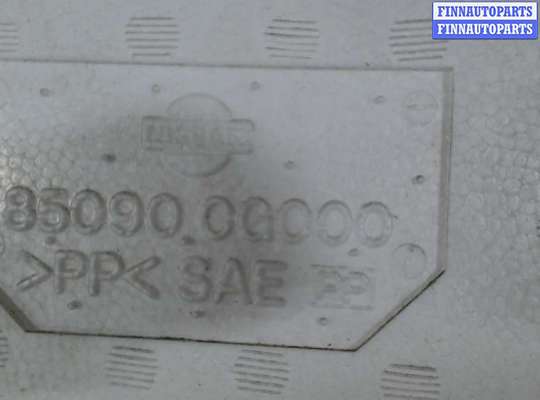 FINNAUTOPARTS
FINNAUTOPARTS
NISSAN
85090 0G000
>PP< SAE